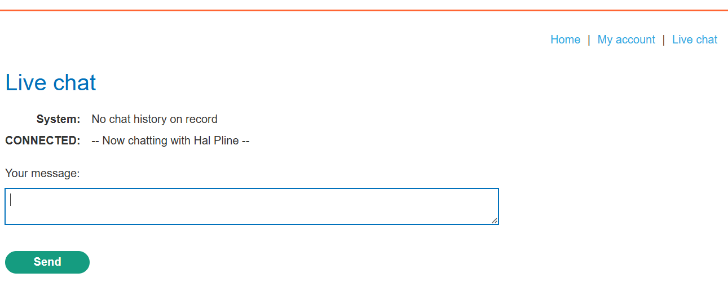 Home | My account | Live chat
Live chat
System: No chat history on record
CONNECTED: -- Now chatting with Hal Pline --
Your message:
Send